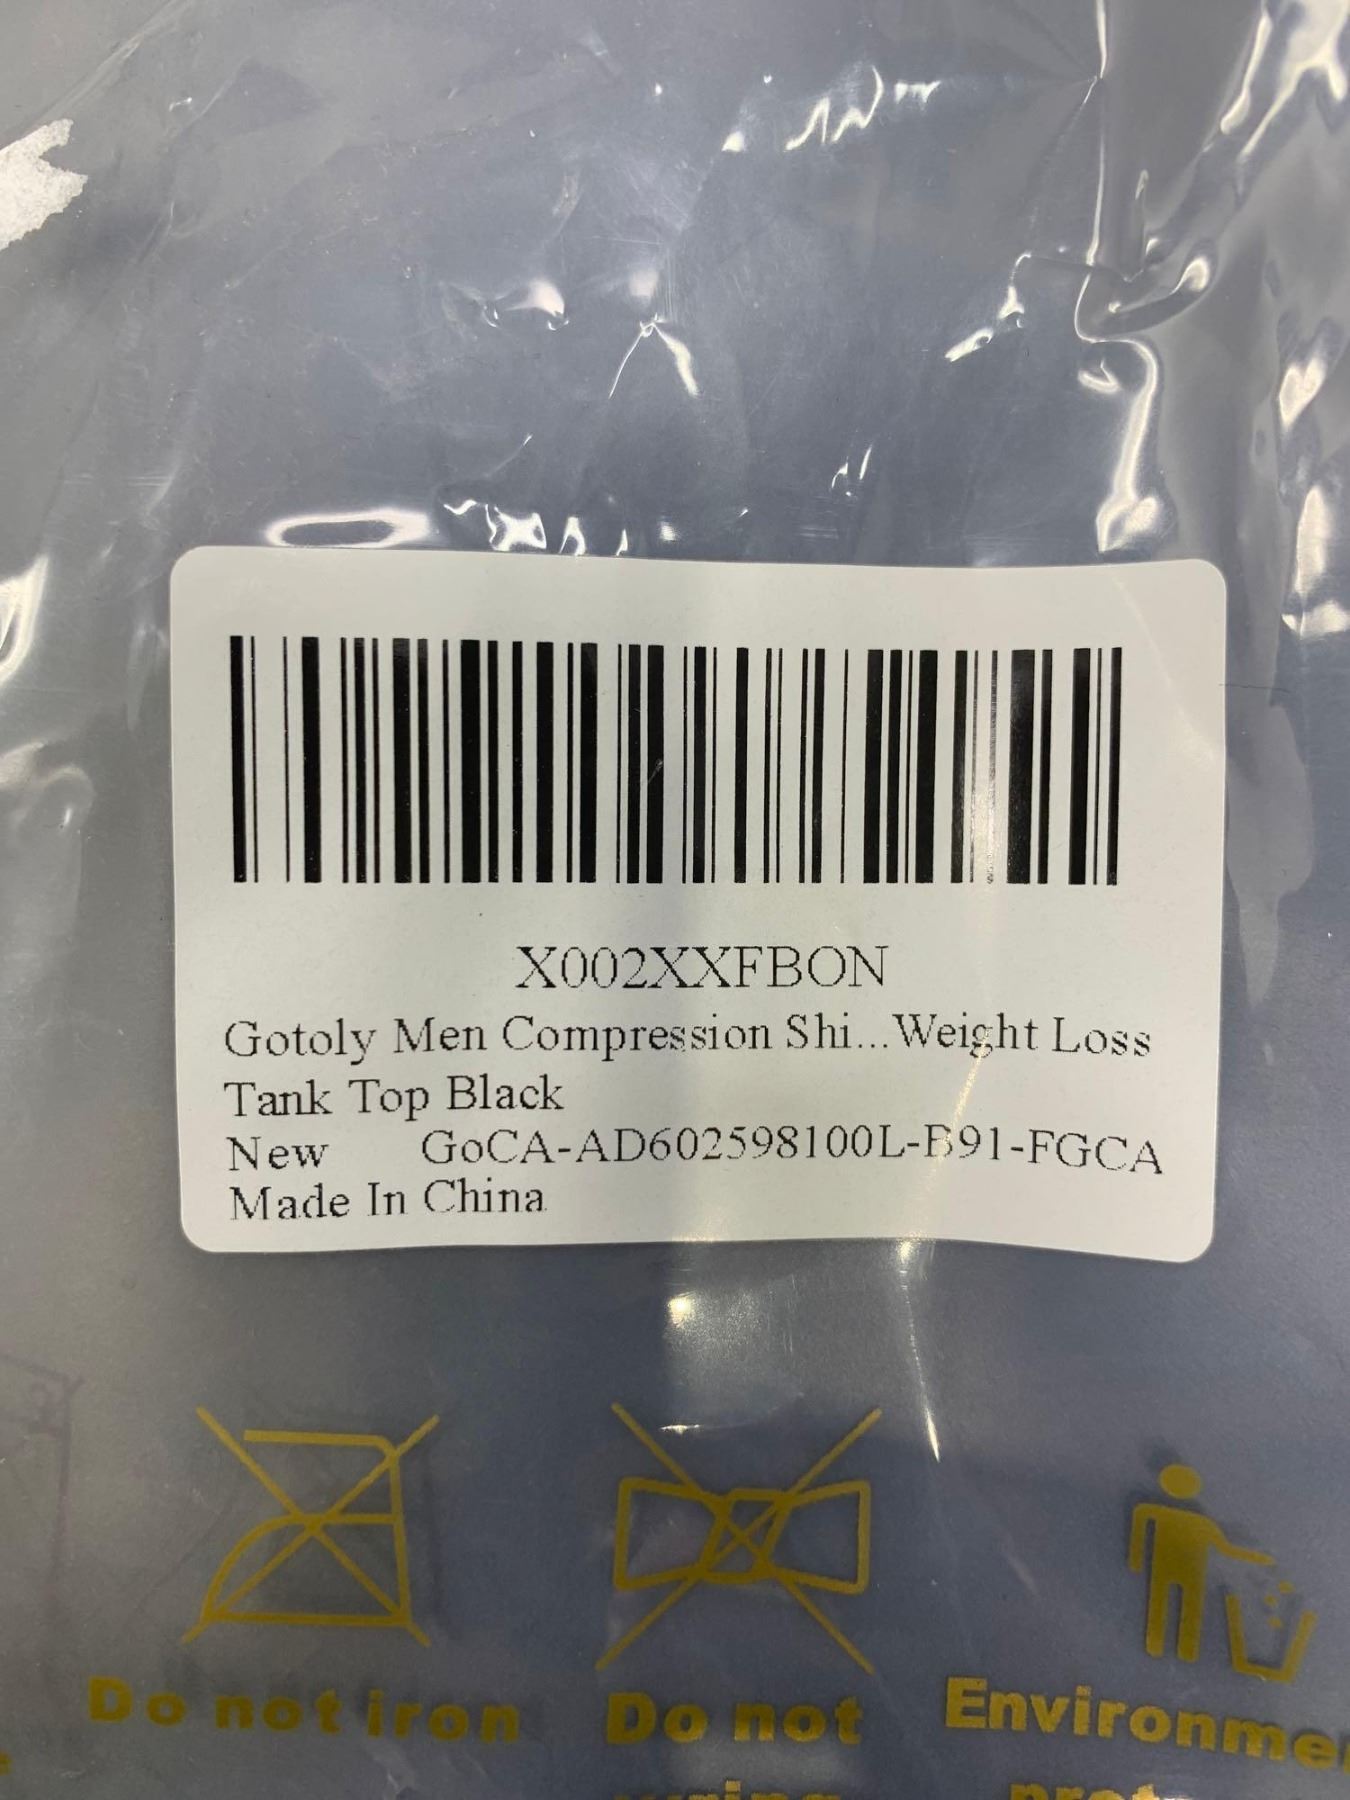 X002XXFBON
Gotoly Men Compression Shi...Weight Loss
Tank Top Black
New GoCA-AD602598100L-B91-FGCA
Made In China
Do not iron
Do not
Environme